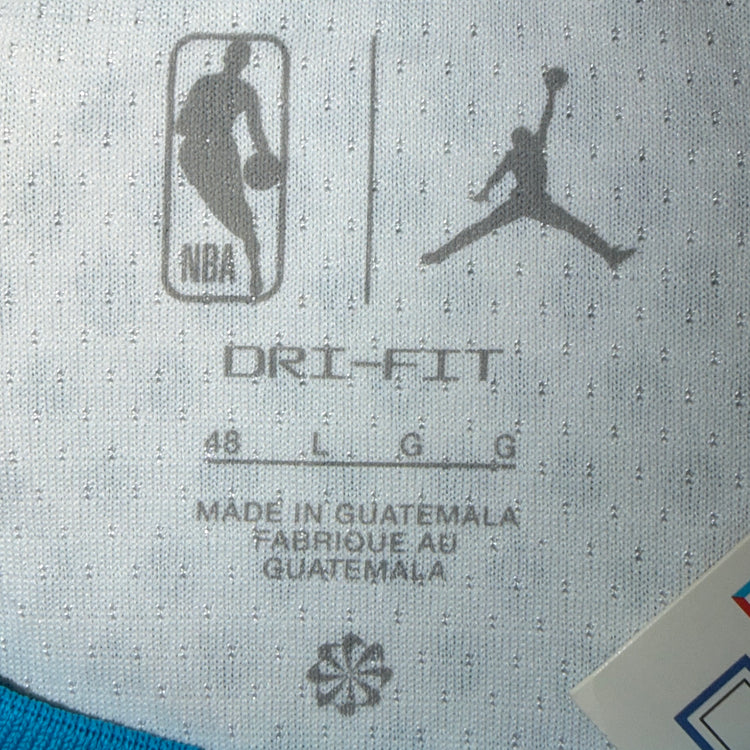 NBA
DRI-FIT
48 L G G
MADE IN GUATEMALA
FABRIQUE AU
GUATEMALA